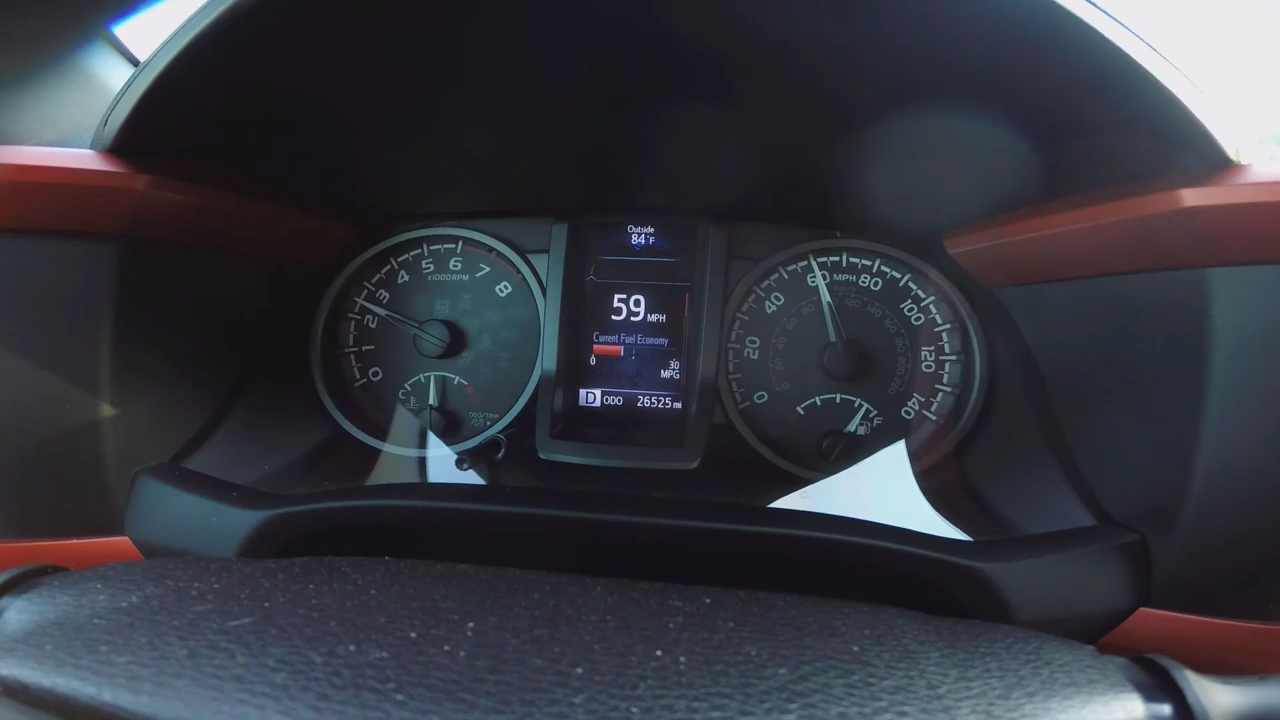 Outside
84°F
59 MPH
Current Fuel Economy
0 30
MPG
D ODO 26525 mi
0 1 2 3 4 5 6 7 8
x1000RPM
C
ODO/TRIP
0 20 40 60 80 100 120 140
MPH
F